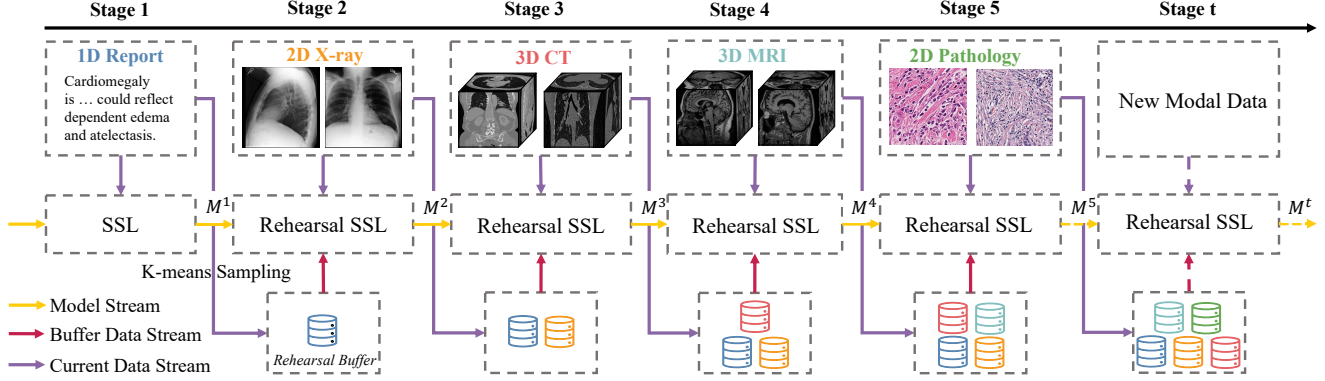 Stage 1
Stage 2
Stage 3
Stage 4
Stage 5
Stage t
1D Report
Cardiomegaly
is … could reflect
dependent edema
and atelectasis.
2D X-ray
3D CT
3D MRI
2D Pathology
New Modal Data
SSL
M¹
Rehearsal SSL
M²
Rehearsal SSL
M³
Rehearsal SSL
M⁴
Rehearsal SSL
M⁵
Rehearsal SSL
Mᵗ
K-means Sampling
Model Stream
Buffer Data Stream
Current Data Stream
Rehearsal Buffer